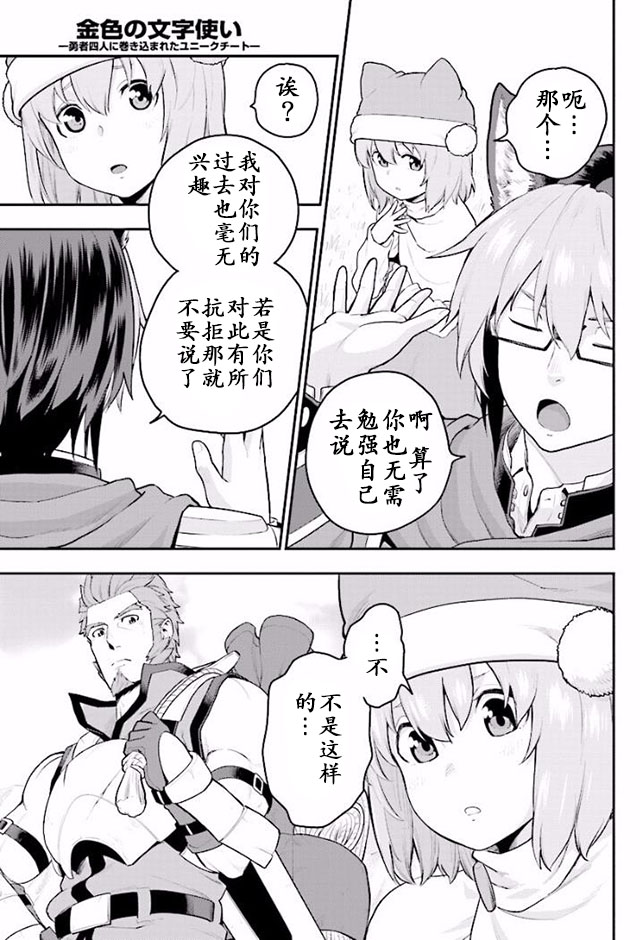 金色の文字使い
―勇者四人に巻き込まれたユニークチート―
呃…
那个…
啊 算了
你也无需
勉强自己
去说
诶？
我对你们的
过去也毫无
兴趣
若是你们
对此有所
抗拒那就
不要说了
…不
不是这样
的…